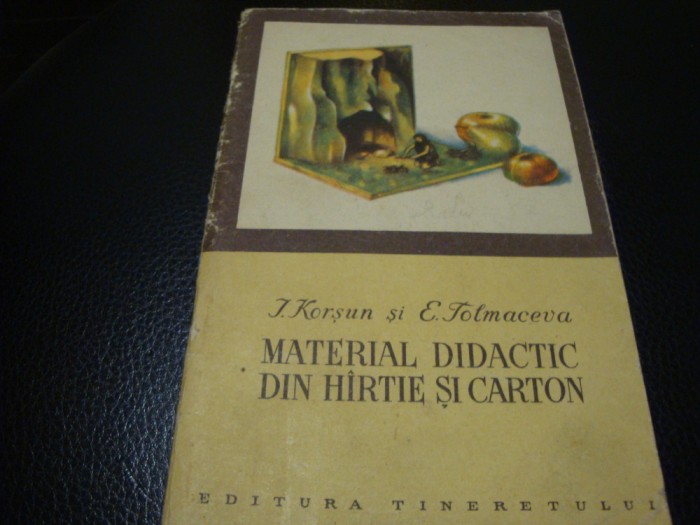 I. Korșun și E. Tolmaceva
MATERIAL DIDACTIC
DIN HÎRTIE ȘI CARTON
EDITURA TINERETULUI